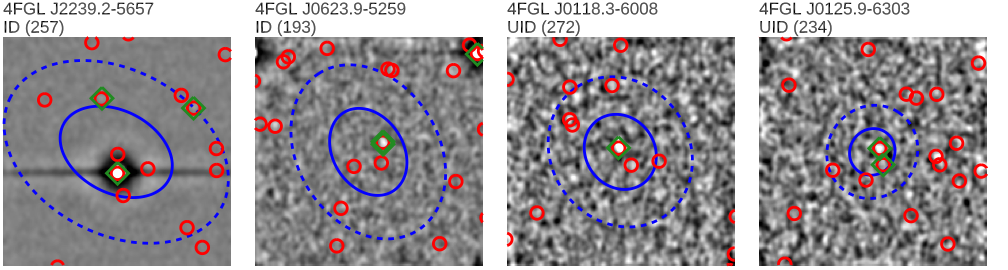 4FGL J2239.2-5657
ID (257)
4FGL J0623.9-5259
ID (193)
4FGL J0118.3-6008
UID (272)
4FGL J0125.9-6303
UID (234)